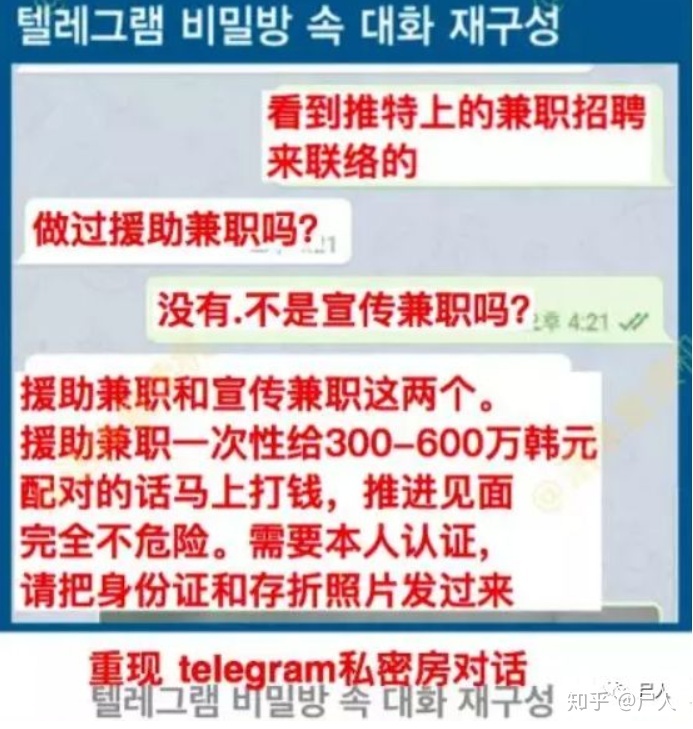 텔레그램 비밀방 속 대화 재구성
看到推特上的兼职招聘
来联络的
做过援助兼职吗?
没有.不是宣传兼职吗?
후 4:21
援助兼职和宣传兼职这两个。
援助兼职一次性给300-600万韩元
配对的话马上打钱，推进见面
完全不危险。需要本人认证，
请把身份证和存折照片发过来
重现 telegram私密房对话
텔레그램 비밀방 속 대화 재구성
知乎 @尸人